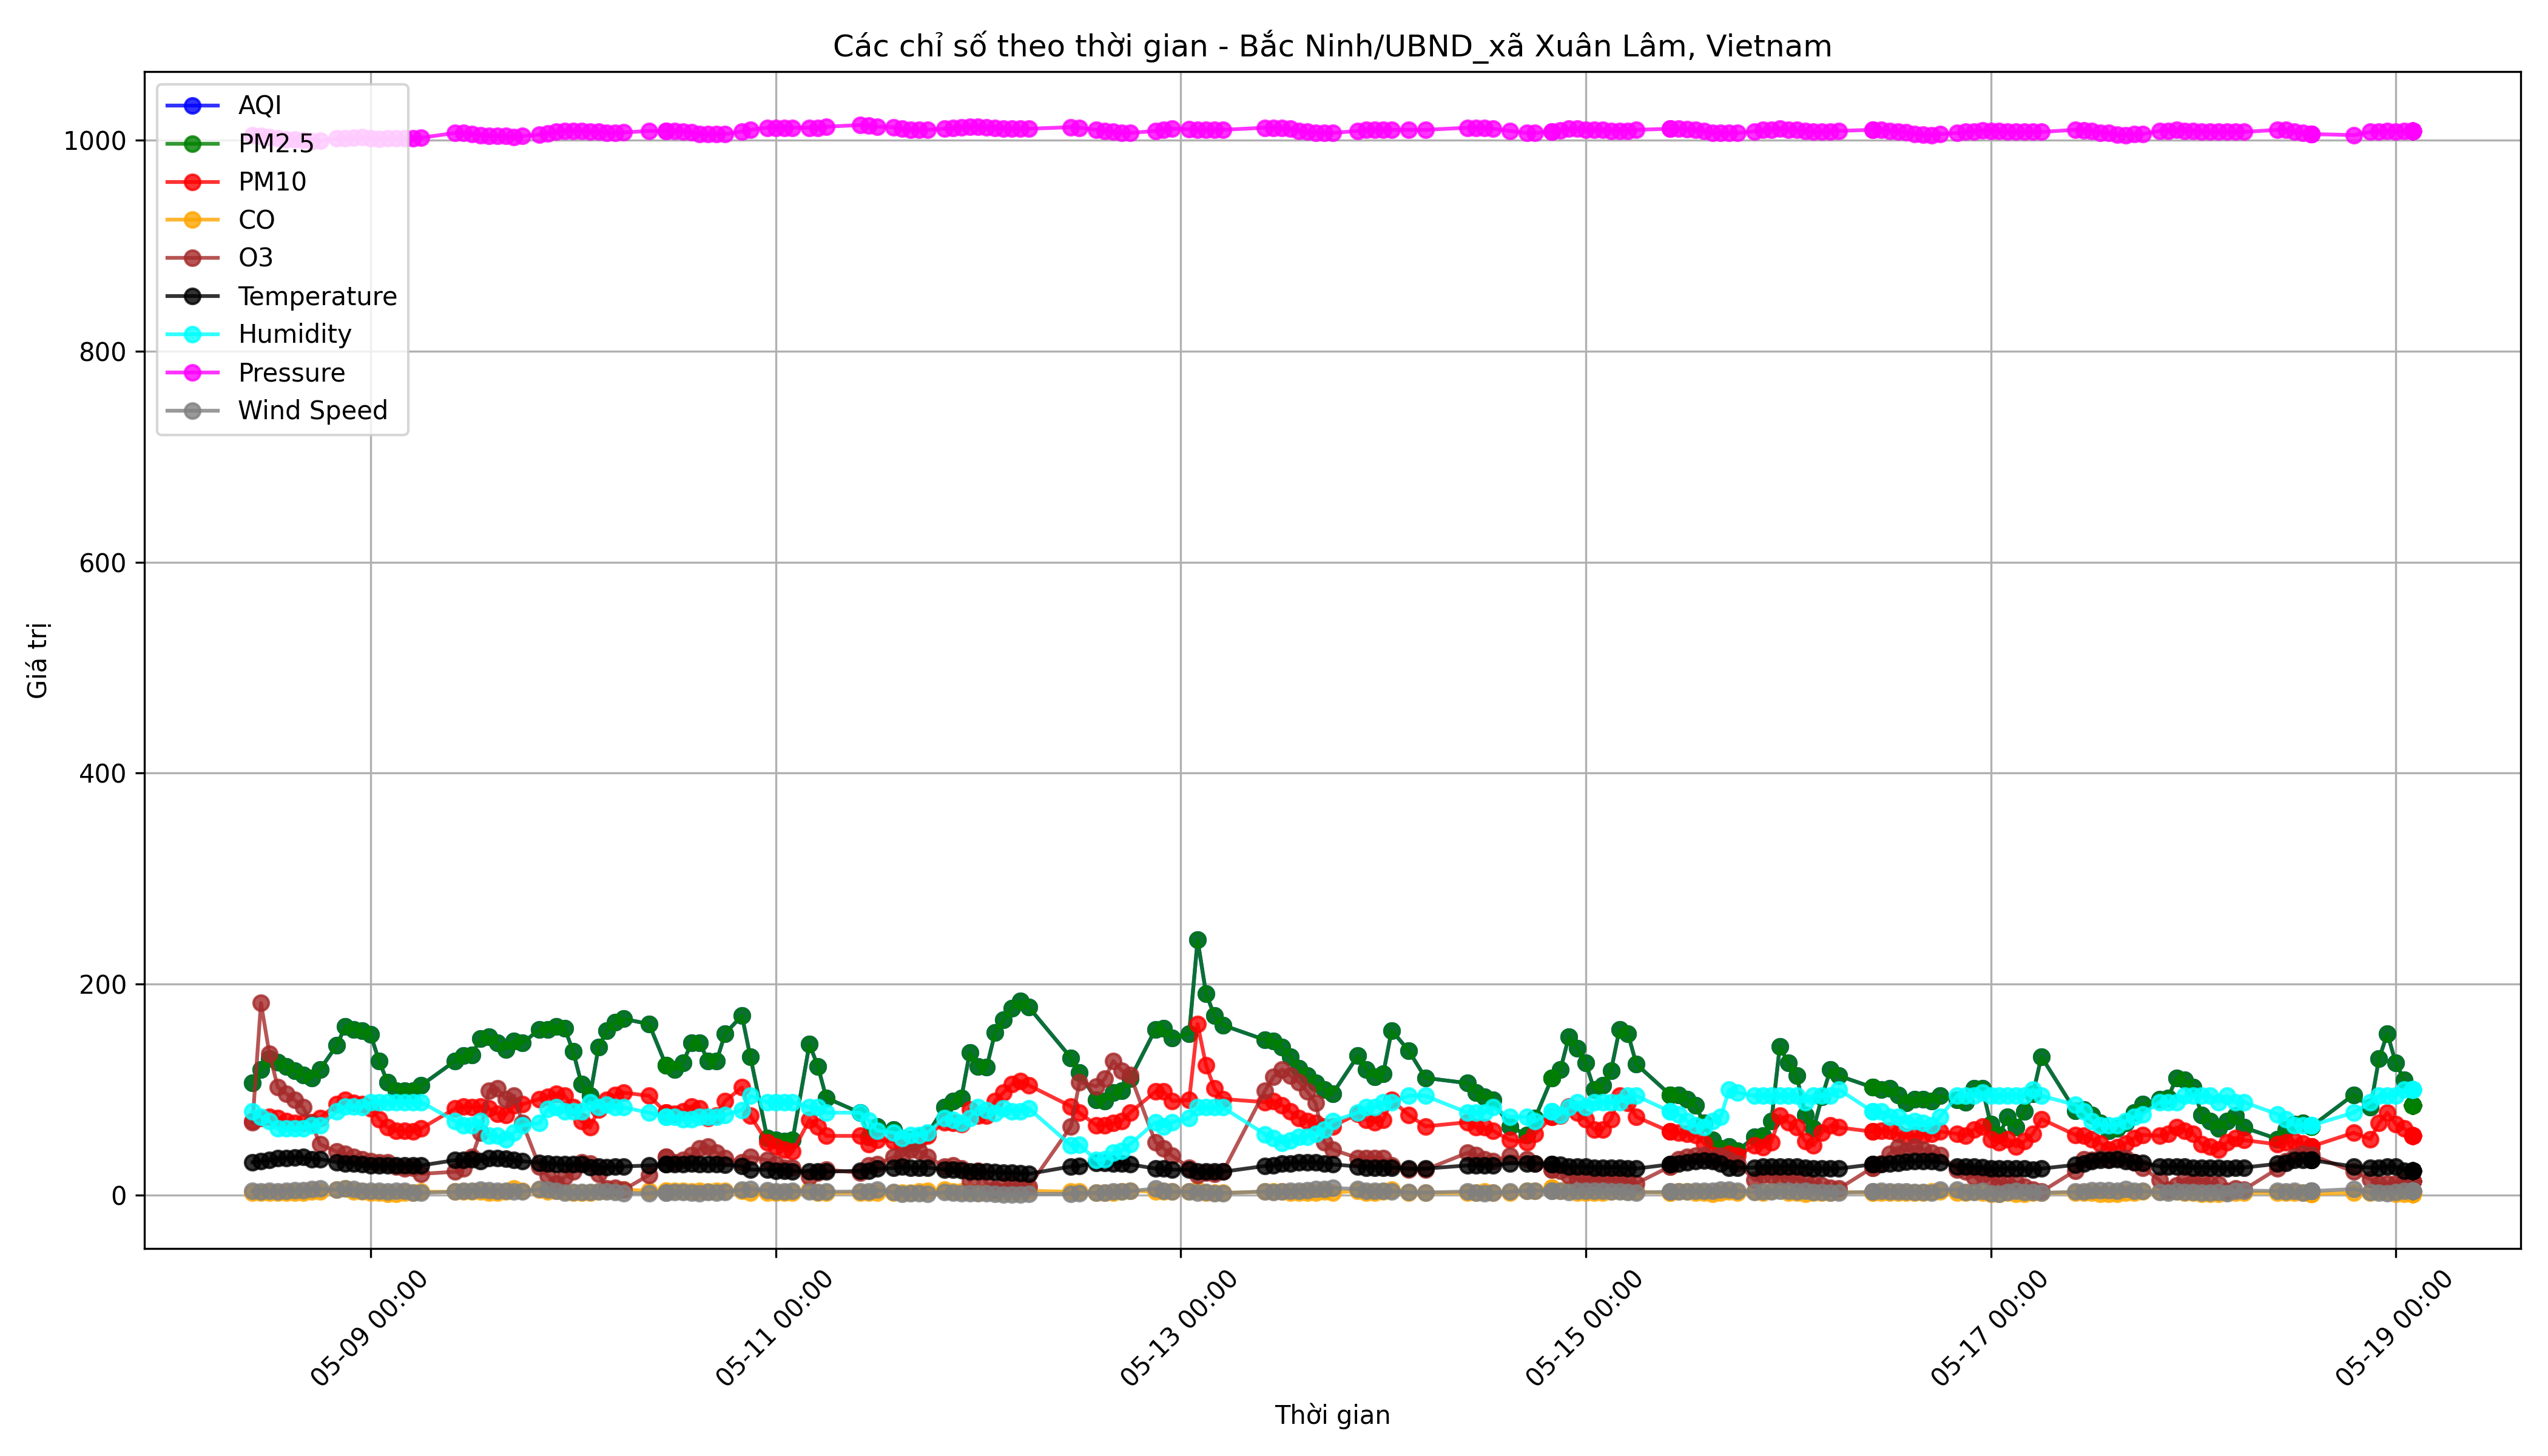 Các chỉ số theo thời gian - Bắc Ninh/UBND_xã Xuân Lâm, Vietnam
AQI
PM2.5
PM10
CO
O3
Temperature
Humidity
Pressure
Wind Speed
1000
800
600
400
200
0
Giá trị
05-09 00:00
05-11 00:00
05-13 00:00
05-15 00:00
05-17 00:00
05-19 00:00
Thời gian